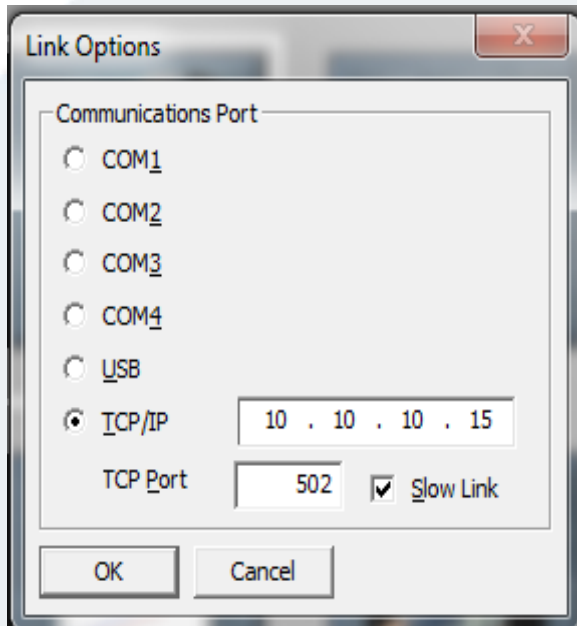 Link Options
Communications Port
COM1
COM2
COM3
COM4
USB
TCP/IP 10 . 10 . 10 . 15
TCP Port 502 Slow Link
OK Cancel